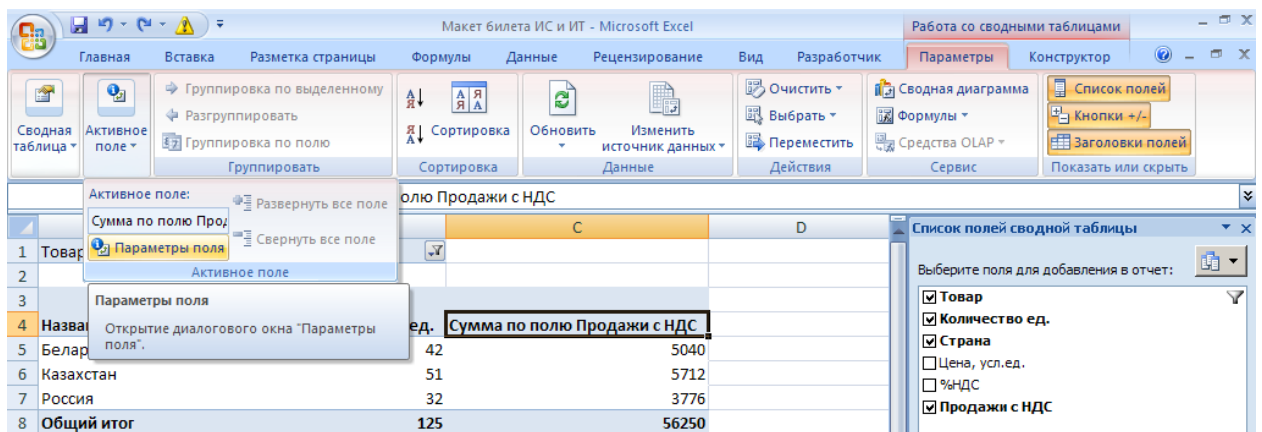 Макет билета ИС и ИТ - Microsoft Excel
Работа со сводными таблицами
Главная Вставка Разметка страницы Формулы Данные Рецензирование Вид Разработчик Параметры Конструктор
Сводная таблица
Активное поле
Группировка по выделенному
Разгруппировать
Группировка по полю
Группировать
Сортировка
Сортировка
Обновить
Изменить источник данных
Данные
Очистить
Выбрать
Переместить
Действия
Сводная диаграмма
Формулы
Средства OLAP
Сервис
Список полей
Кнопки +/-
Заголовки полей
Показать или скрыть
Активное поле:
Сумма по полю Прод
Параметры поля
Развернуть все поле
Свернуть все поле
Активное поле
Параметры поля
Открытие диалогового окна "Параметры
поля".
олю Продажи с НДС
C D
1 Товар
2
3
4 Назва ед. Сумма по полю Продажи с НДС
5 Белар 42 5040
6 Казахстан 51 5712
7 Россия 32 3776
8 Общий итог 125 56250
Список полей сводной таблицы
Выберите поля для добавления в отчет:
Товар
Количество ед.
Страна
Цена, усл.ед.
%НДС
Продажи с НДС